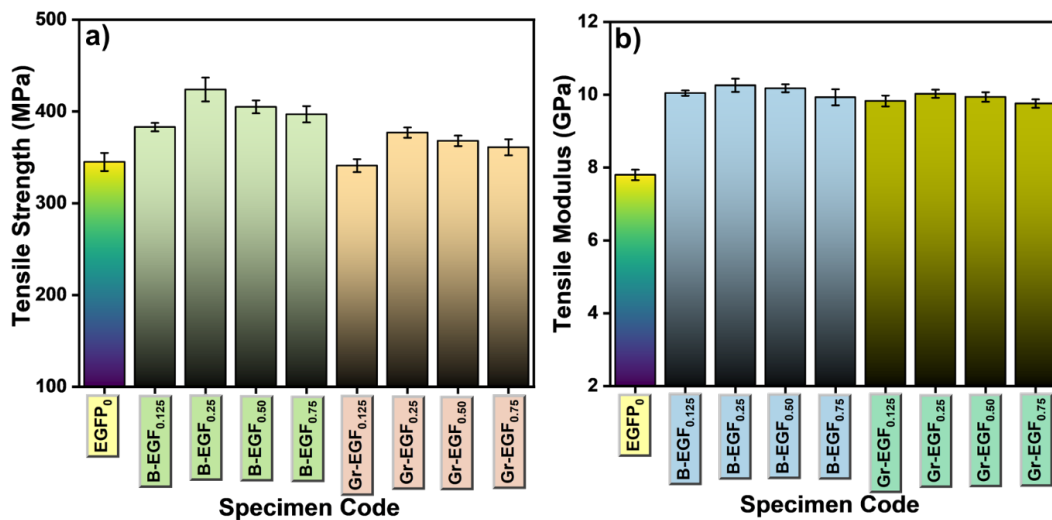 a)
Tensile Strength (MPa)
500
400
300
200
100
EGFP0
B-EGF0.125
B-EGF0.25
B-EGF0.50
B-EGF0.75
Gr-EGF0.125
Gr-EGF0.25
Gr-EGF0.50
Gr-EGF0.75
Specimen Code
b)
Tensile Modulus (GPa)
12
10
8
6
4
2
EGFP0
B-EGF0.125
B-EGF0.25
B-EGF0.50
B-EGF0.75
Gr-EGF0.125
Gr-EGF0.25
Gr-EGF0.50
Gr-EGF0.75
Specimen Code